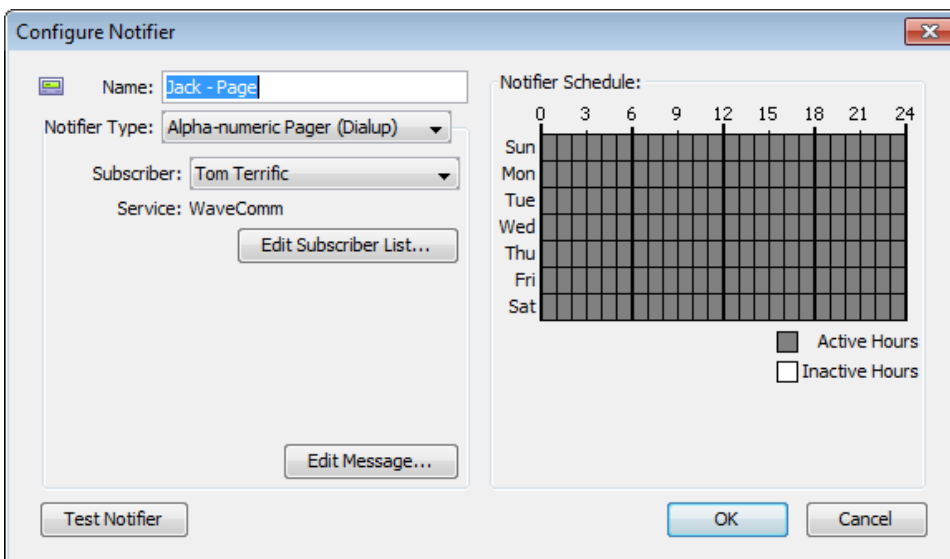 Configure Notifier
Name: Jack - Page
Notifier Type: Alpha-numeric Pager (Dialup)
Subscriber: Tom Terrific
Service: WaveComm
Edit Subscriber List...
Edit Message...
Notifier Schedule:
0 3 6 9 12 15 18 21 24
Sun
Mon
Tue
Wed
Thu
Fri
Sat
Active Hours
Inactive Hours
Test Notifier
OK
Cancel